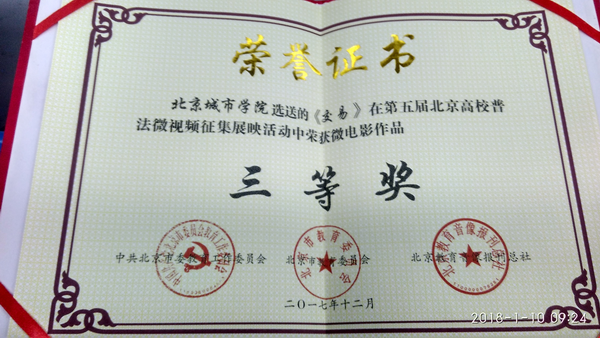 荣誉证书
北京城市学院选送的《交易》在第五届北京高校普
法微视频征集展映活动中荣获微电影作品
三等奖
中共北京市委教育工作委员会 北京市教育委员会 北京教育音像报刊总社
二〇一七年十二月
2018-1-10 09:24